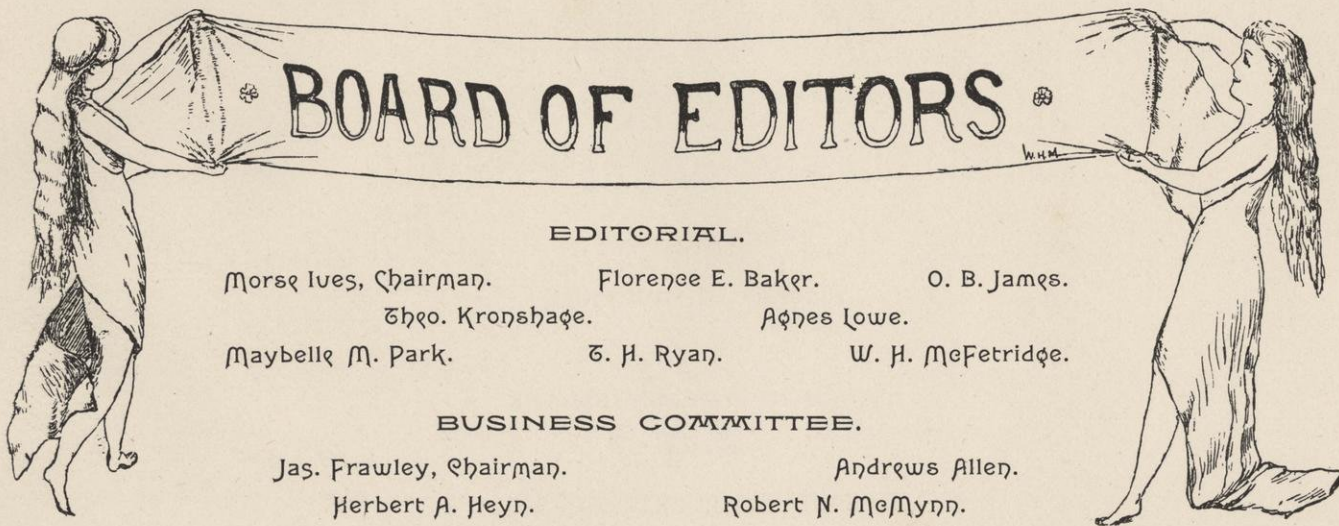 BOARD OF EDITORS
W.H.M.
EDITORIAL.
Morse Ives, Chairman. Florence E. Baker. O. B. James.
Theo. Kronshage. Agnes Lowe.
Maybelle M. Park. T. H. Ryan. W. H. McFetridge.
BUSINESS COMMITTEE.
Jas. Frawley, Chairman. Andrews Allen.
Herbert A. Heyn. Robert N. McMynn.